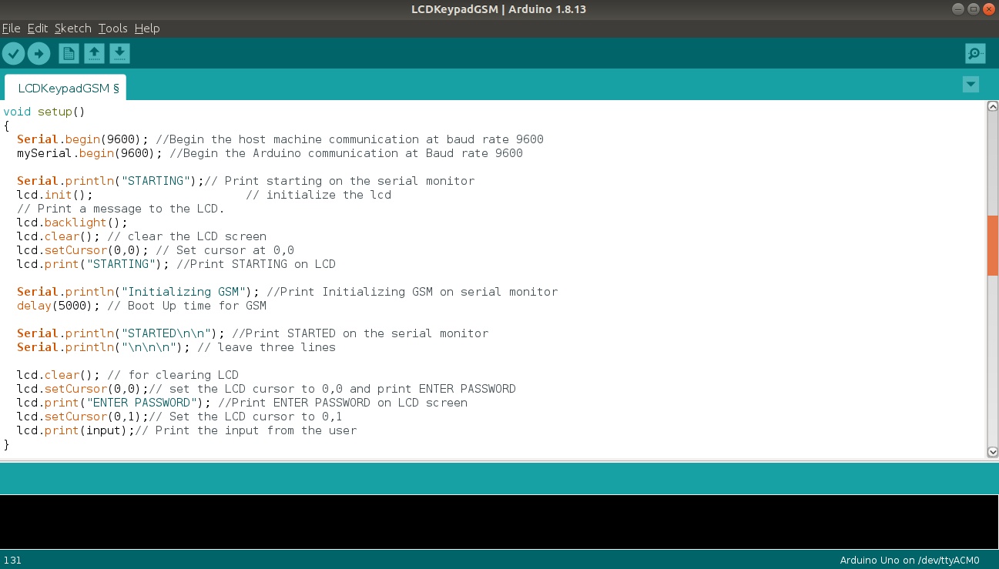 LCDKeypadGSM | Arduino 1.8.13
File Edit Sketch Tools Help
LCDKeypadGSM §
void setup()
{
  Serial.begin(9600); //Begin the host machine communication at baud rate 9600
  mySerial.begin(9600); //Begin the Arduino communication at Baud rate 9600

  Serial.println("STARTING");// Print starting on the serial monitor
  lcd.init();                      // initialize the lcd
  // Print a message to the LCD.
  lcd.backlight();
  lcd.clear(); // clear the LCD screen
  lcd.setCursor(0,0); // Set cursor at 0,0
  lcd.print("STARTING"); //Print STARTING on LCD

  Serial.println("Initializing GSM"); //Print Initializing GSM on serial monitor
  delay(5000); // Boot Up time for GSM

  Serial.println("STARTED\n\n"); //Print STARTED on the serial monitor
  Serial.println("\n\n\n"); // leave three lines

  lcd.clear(); // for clearing LCD
  lcd.setCursor(0,0);// set the LCD cursor to 0,0 and print ENTER PASSWORD
  lcd.print("ENTER PASSWORD"); //Print ENTER PASSWORD on LCD screen
  lcd.setCursor(0,1);// Set the LCD cursor to 0,1
  lcd.print(input);// Print the input from the user
}
131
Arduino Uno on /dev/ttyACM0